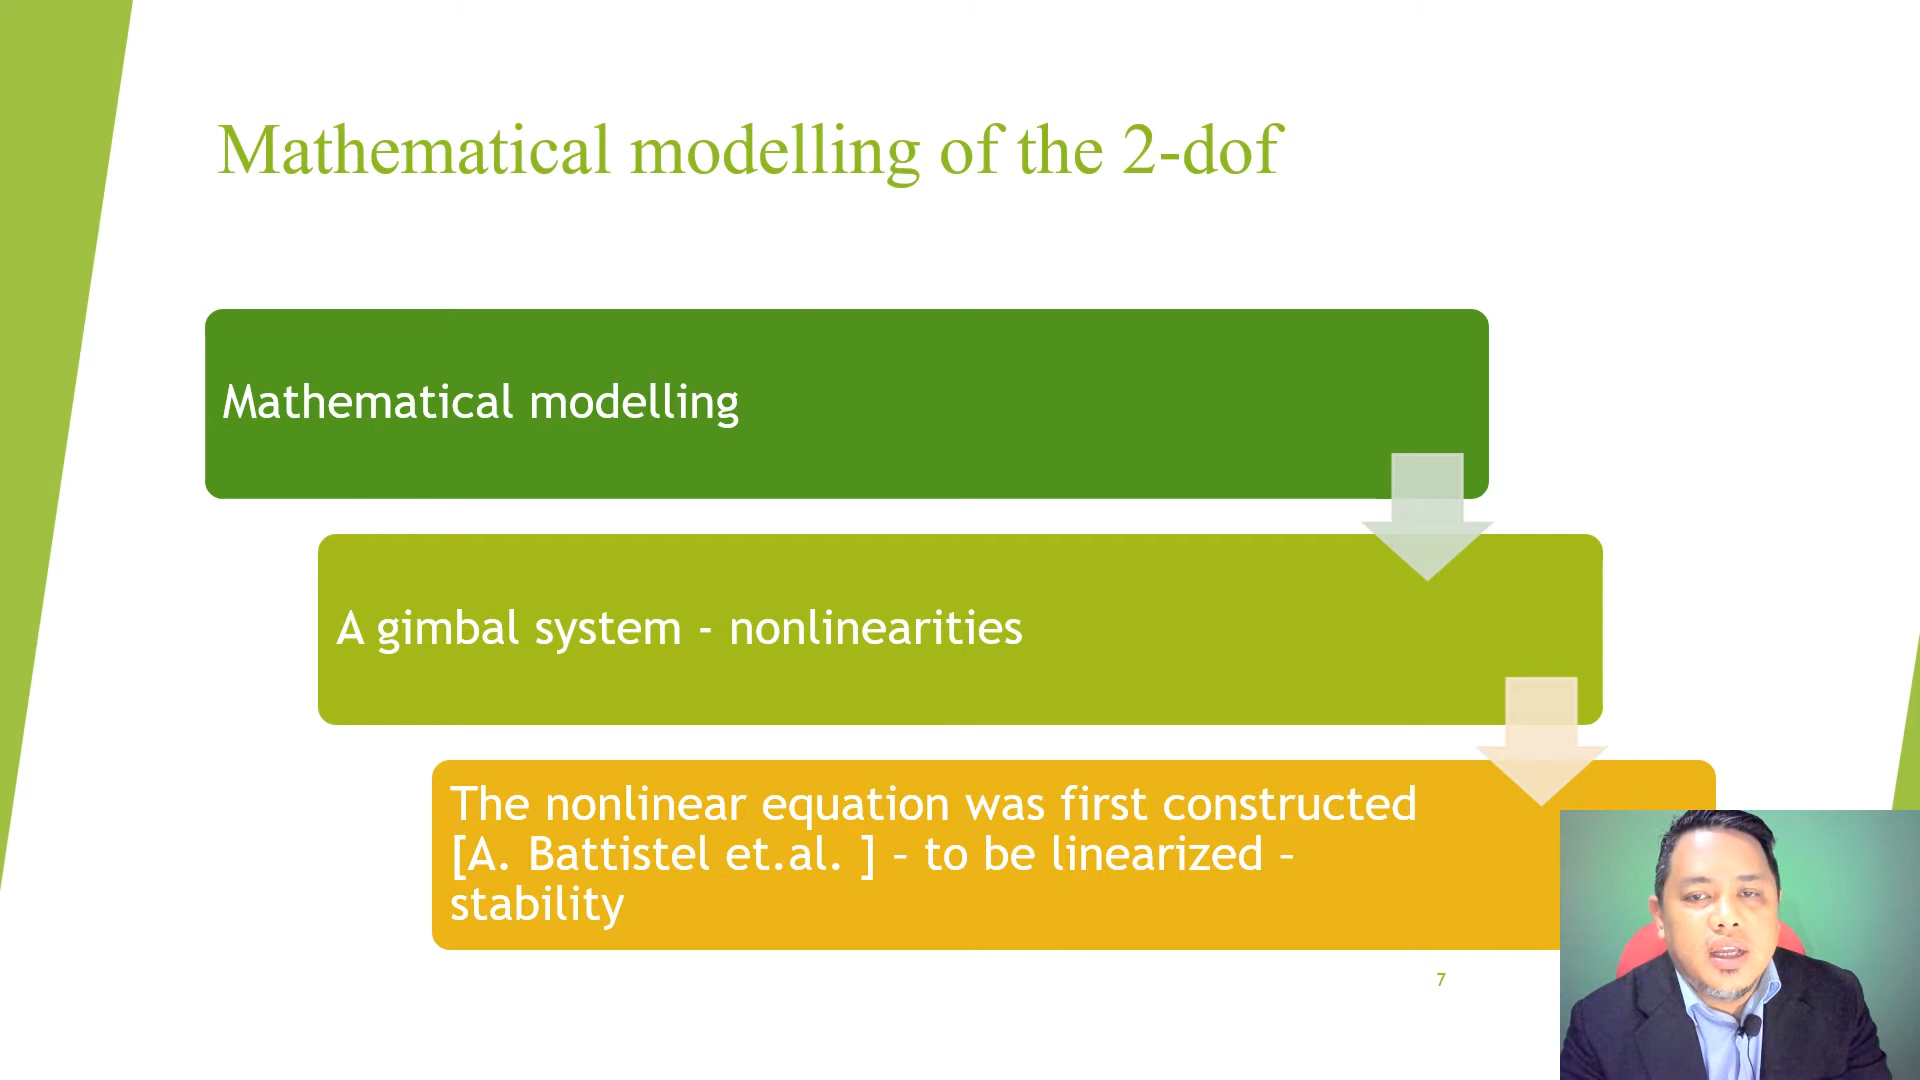 Mathematical modelling of the 2-dof
Mathematical modelling
A gimbal system - nonlinearities
The nonlinear equation was first constructed
[A. Battistel et.al. ] – to be linearized –
stability
7